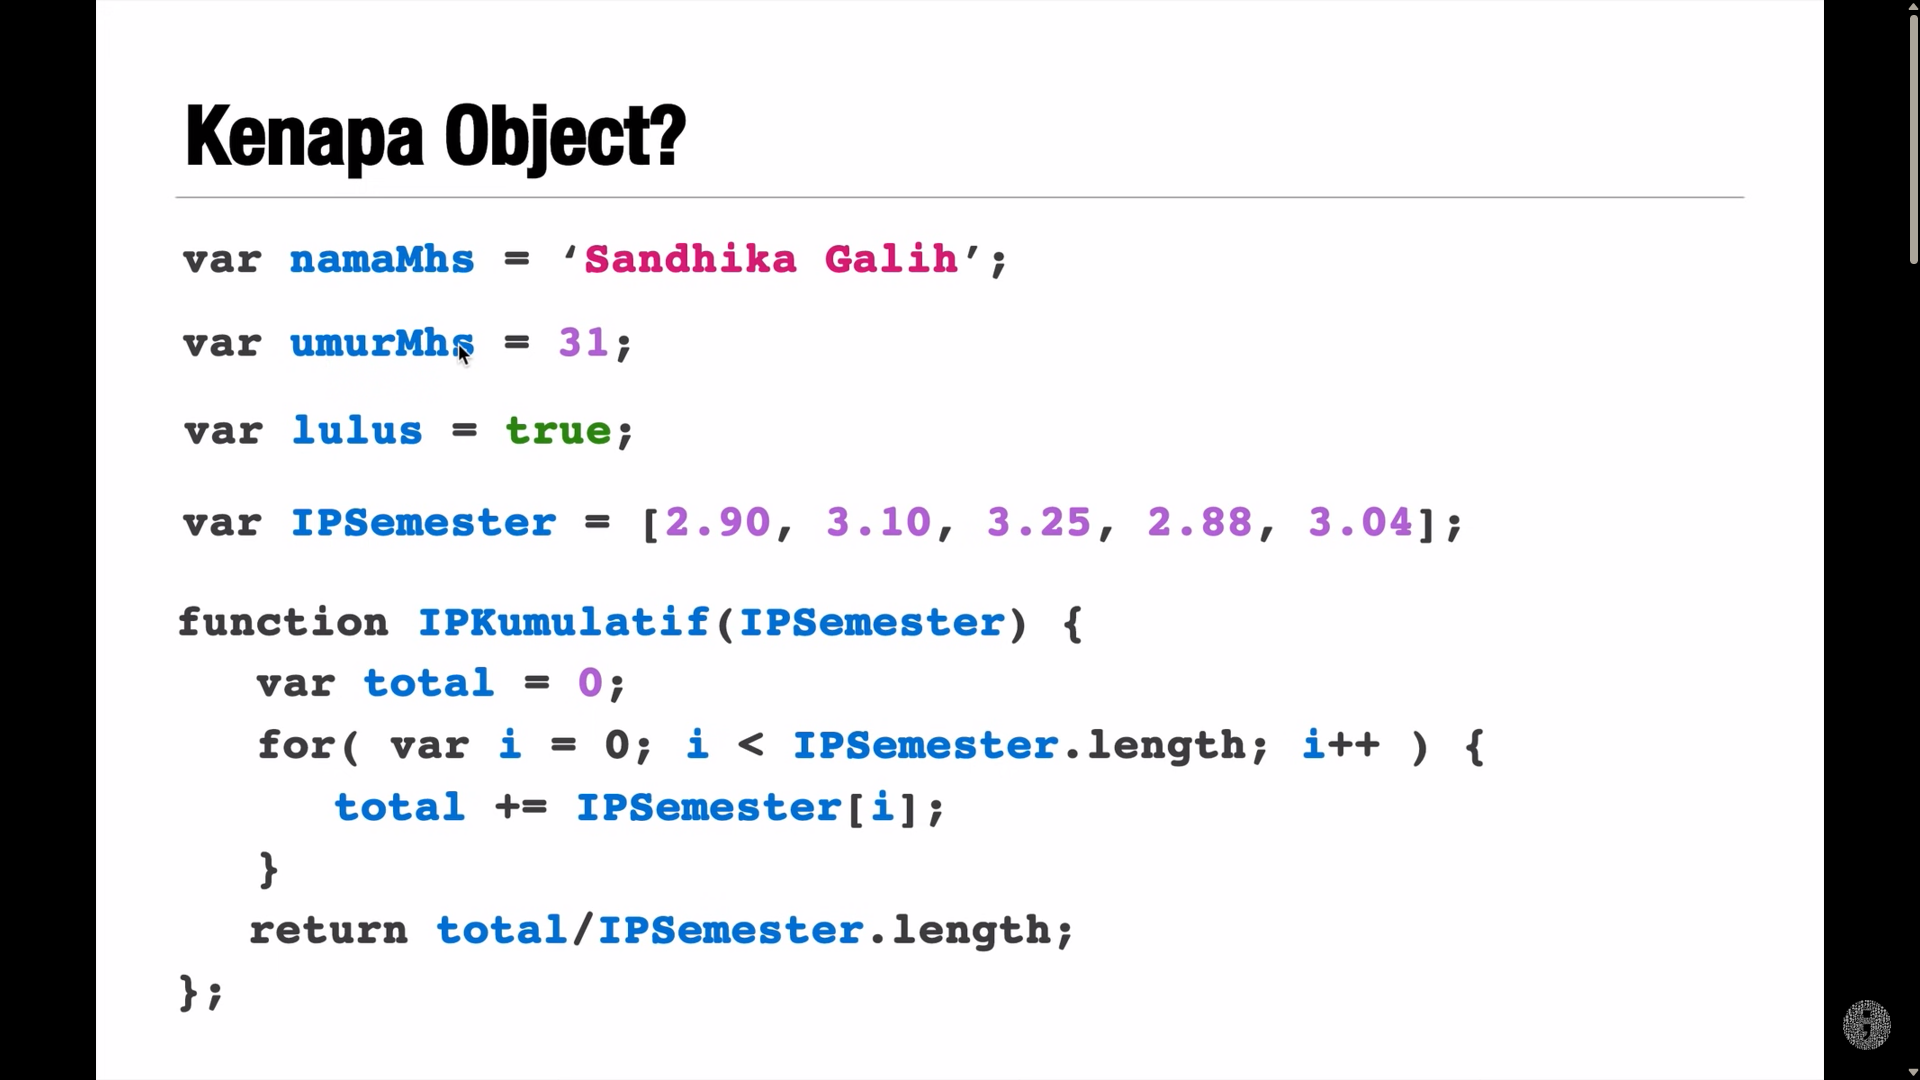 Kenapa Object?
var namaMhs = ‘Sandhika Galih’;
var umurMhs = 31;
var lulus = true;
var IPSemester = [2.90, 3.10, 3.25, 2.88, 3.04];
function IPKumulatif(IPSemester) {
var total = 0;
for( var i = 0; i < IPSemester.length; i++ ) {
total += IPSemester[i];
}
return total/IPSemester.length;
};